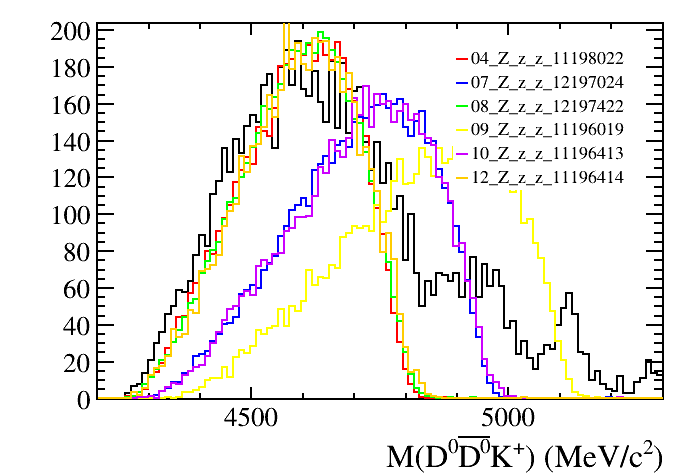 200
180
160
140
120
100
80
60
40
20
0
04_Z_z_z_11198022
07_Z_z_z_12197024
08_Z_z_z_12197422
09_Z_z_z_11196019
10_Z_z_z_11196413
12_Z_z_z_11196414
4500 5000
M(D⁰D̅⁰K⁺) (MeV/c²)